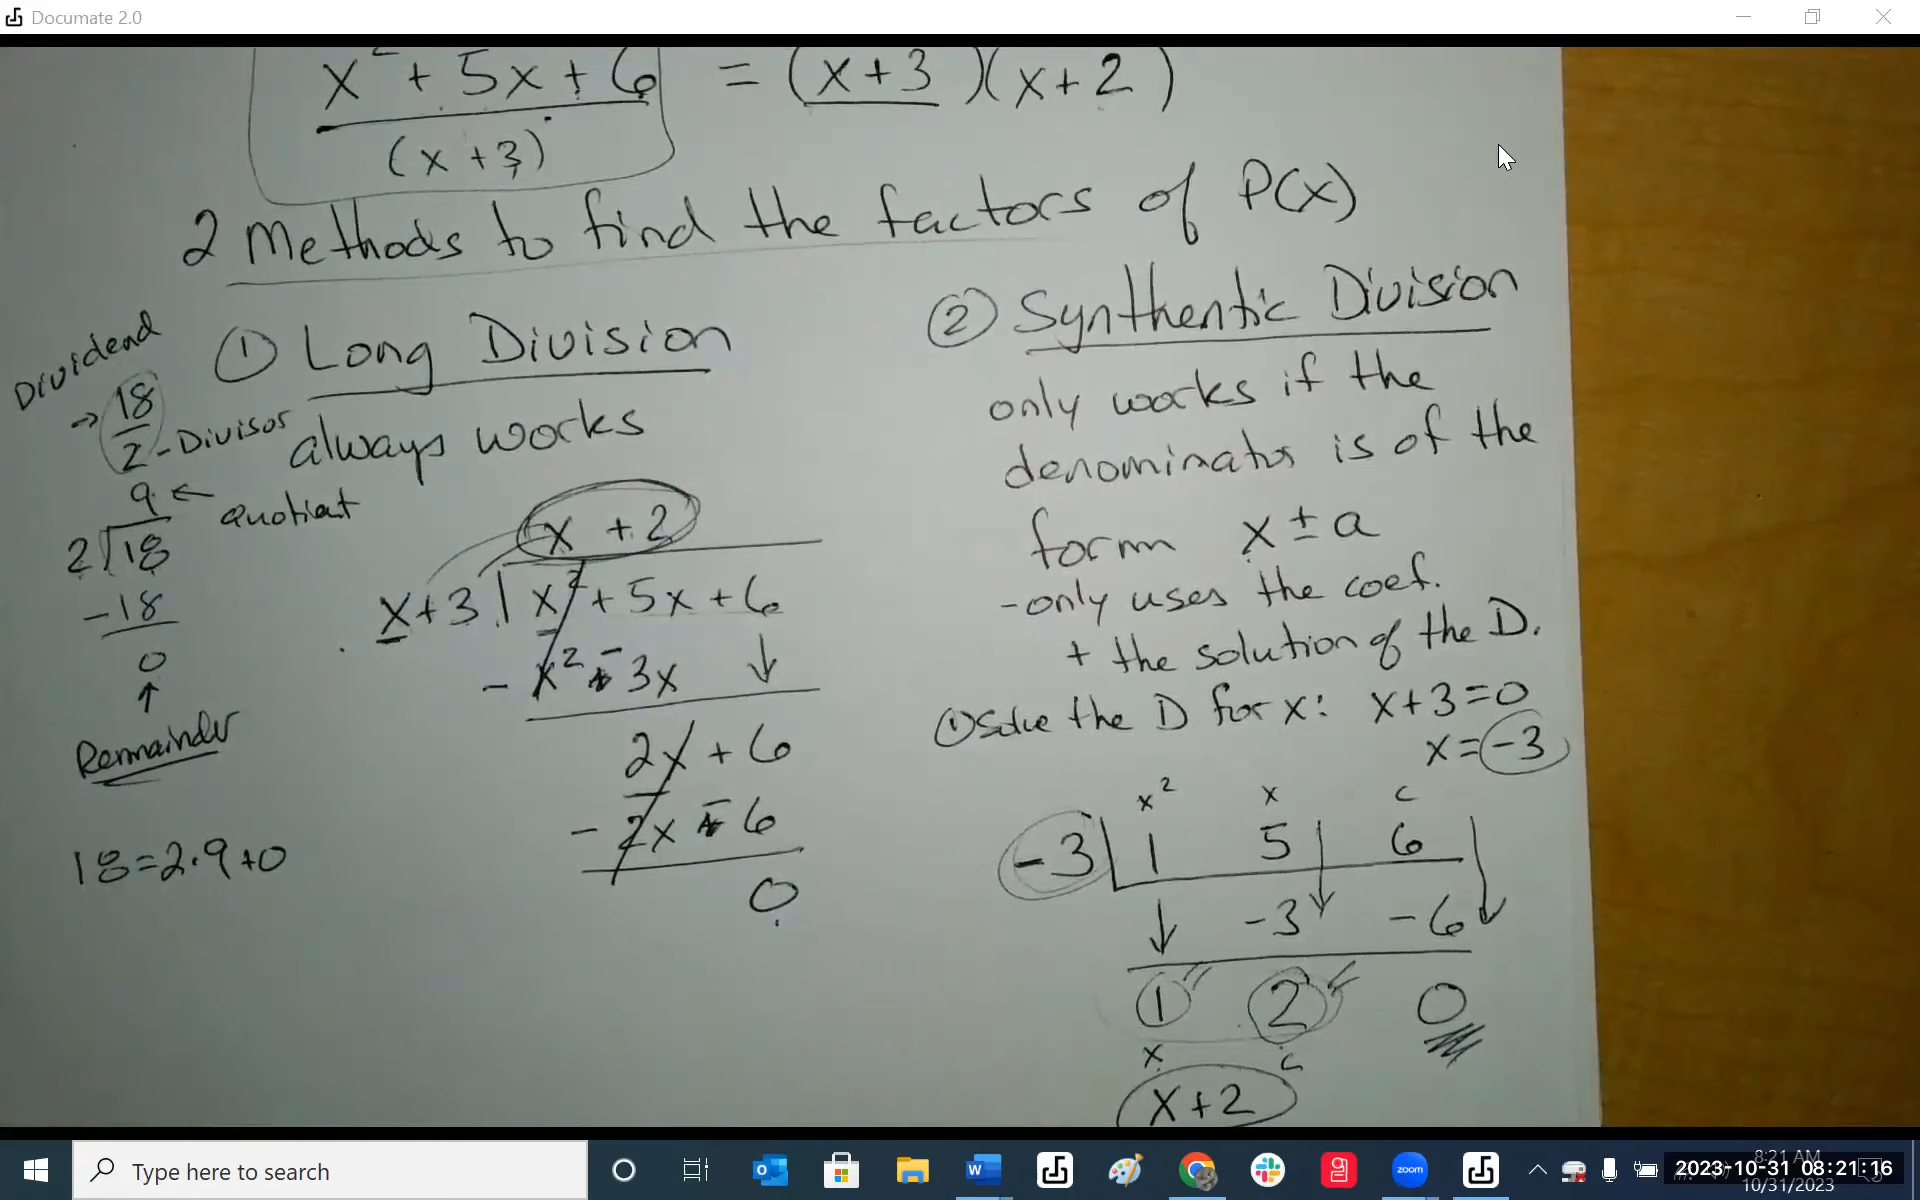 Documate 2.0
x² + 5x + 6 = (x+3)(x+2)
(x+3)
2 Methods to find the factors of P(x)
Dividend
→ 18
2 - Divisor
9 ← Quotient
2 18
-18
0
↑
Remainder
18=2·9+0
① Long Division
always works
x + 2
x+3 x² + 5x + 6
- x² - 3x ↓
2x + 6
- 2x - 6
0
② Synthentic Division
only works if the
denominator is of the
form x ± a
-only uses the coef.
+ the solution of the D.
① Solve the D for x: x+3=0
x=-3
x² x c
-3 1 5 6
↓ -3 ↓ -6 ↓
1 2 0
x c
x+2
Type here to search
zoom
8:21 AM
2023-10-31 08:21:16
10/31/2023